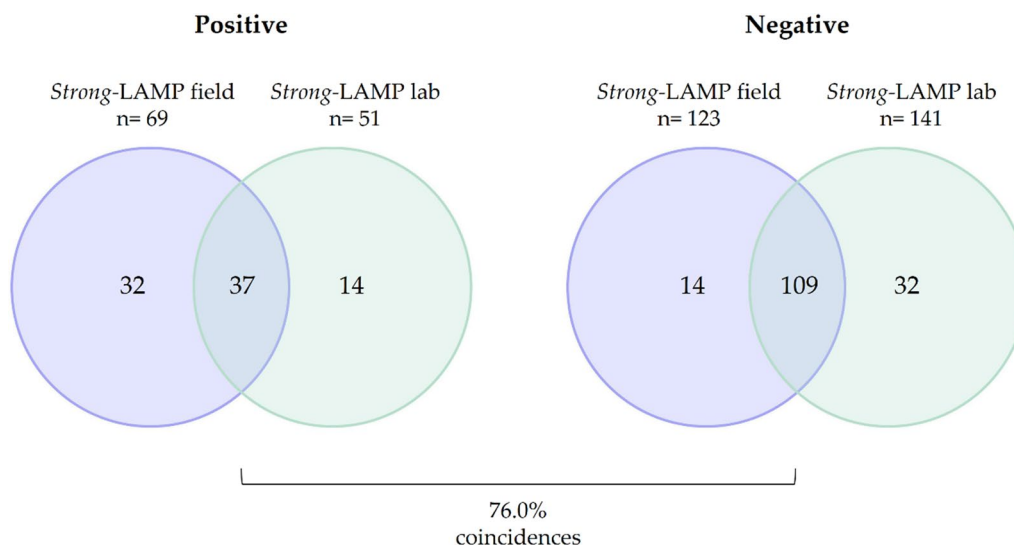 Positive
Negative
Strong-LAMP field
n= 69
Strong-LAMP lab
n= 51
Strong-LAMP field
n= 123
Strong-LAMP lab
n= 141
32
37
14
14
109
32
76.0%
coincidences